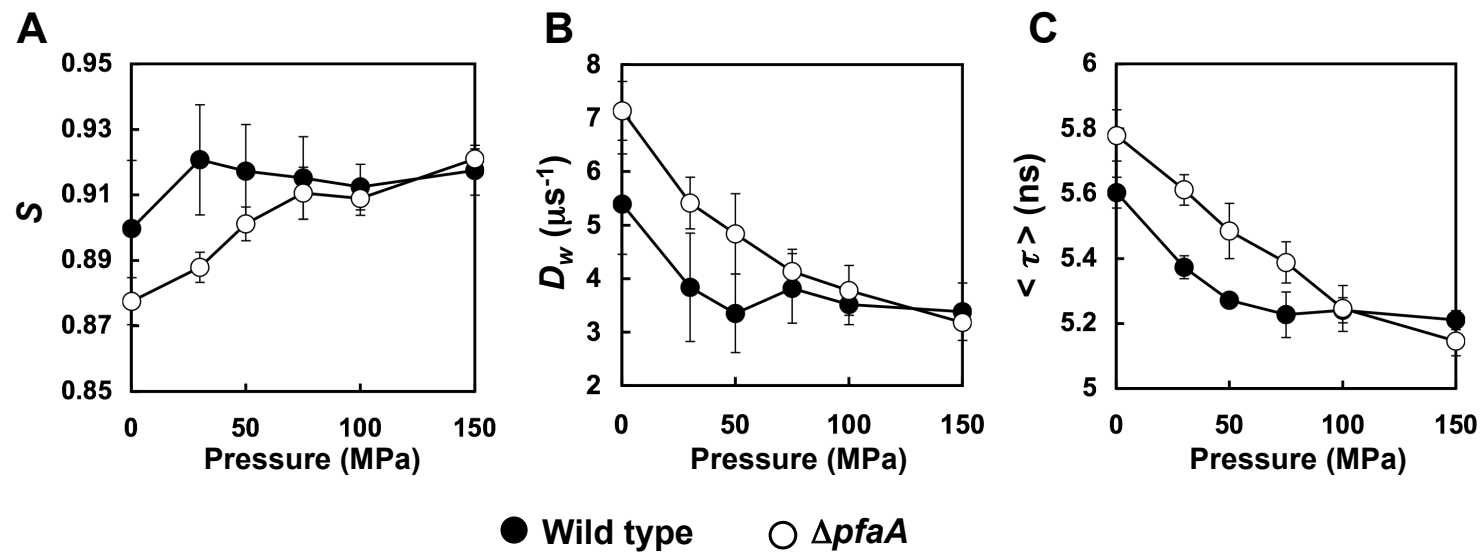 A
B
C
0.95
0.93
0.91
0.89
0.87
0.85
S
0
50
100
150
Pressure (MPa)
8
7
6
5
4
3
2
Dw (μs-1)
0
50
100
150
Pressure (MPa)
6
5.8
5.6
5.4
5.2
5
< τ > (ns)
0
50
100
150
Pressure (MPa)
Wild type
ΔpfaA